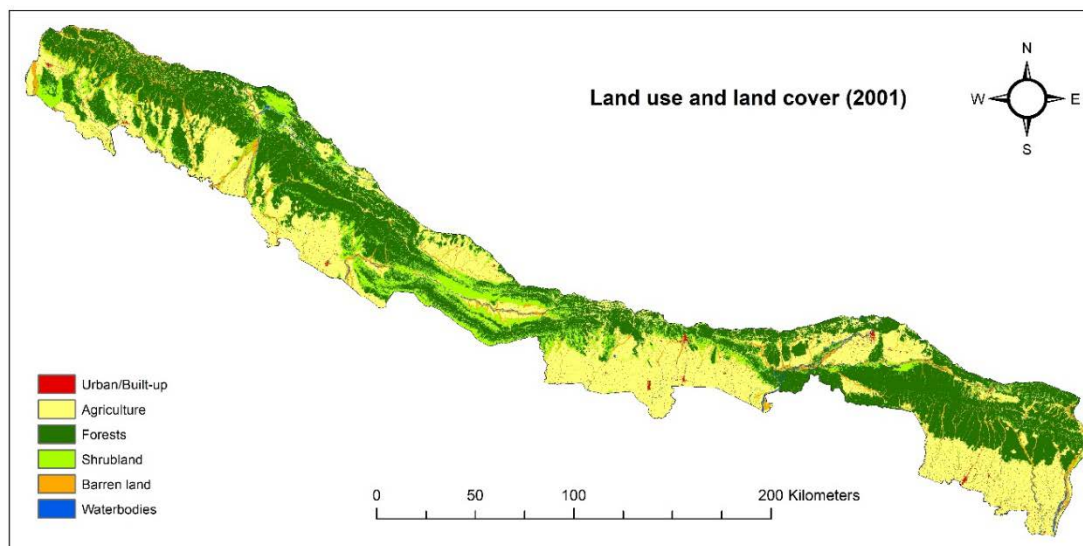 Land use and land cover (2001)
N
W E
S
Urban/Built-up
Agriculture
Forests
Shrubland
Barren land
Waterbodies
0 50 100 200 Kilometers